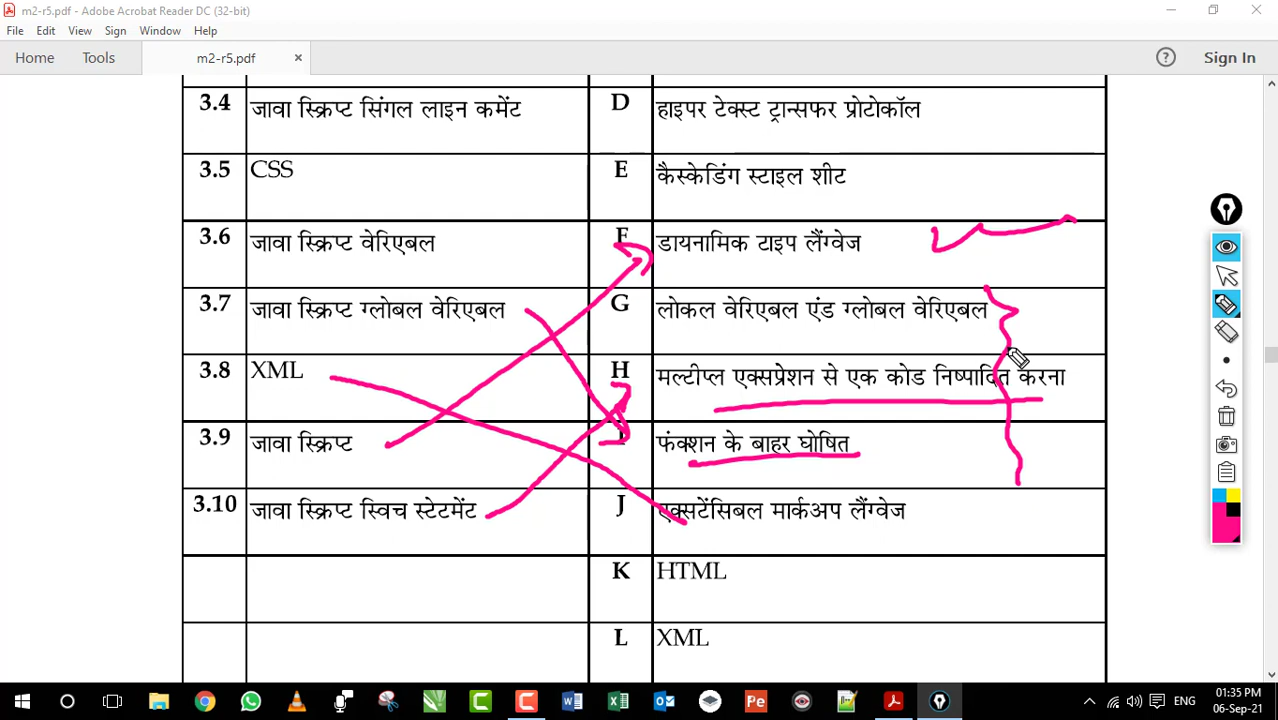 m2-r5.pdf - Adobe Acrobat Reader DC (32-bit)
File Edit View Sign Window Help
Home Tools m2-r5.pdf × ? Sign In
3.4 जावा स्क्रिप्ट सिंगल लाइन कमेंट D हाइपर टेक्स्ट ट्रान्सफर प्रोटोकॉल
3.5 CSS E कैस्केडिंग स्टाइल शीट
3.6 जावा स्क्रिप्ट वेरिएबल F डायनामिक टाइप लैंग्वेज
3.7 जावा स्क्रिप्ट ग्लोबल वेरिएबल G लोकल वेरिएबल एंड ग्लोबल वेरिएबल
3.8 XML H मल्टीप्ल एक्सप्रेशन से एक कोड निष्पादित करना
3.9 जावा स्क्रिप्ट I फंक्शन के बाहर घोषित
3.10 जावा स्क्रिप्ट स्विच स्टेटमेंट J एक्सटेंसिबल मार्कअप लैंग्वेज
K HTML
L XML
ENG 01:35 PM
06-Sep-21